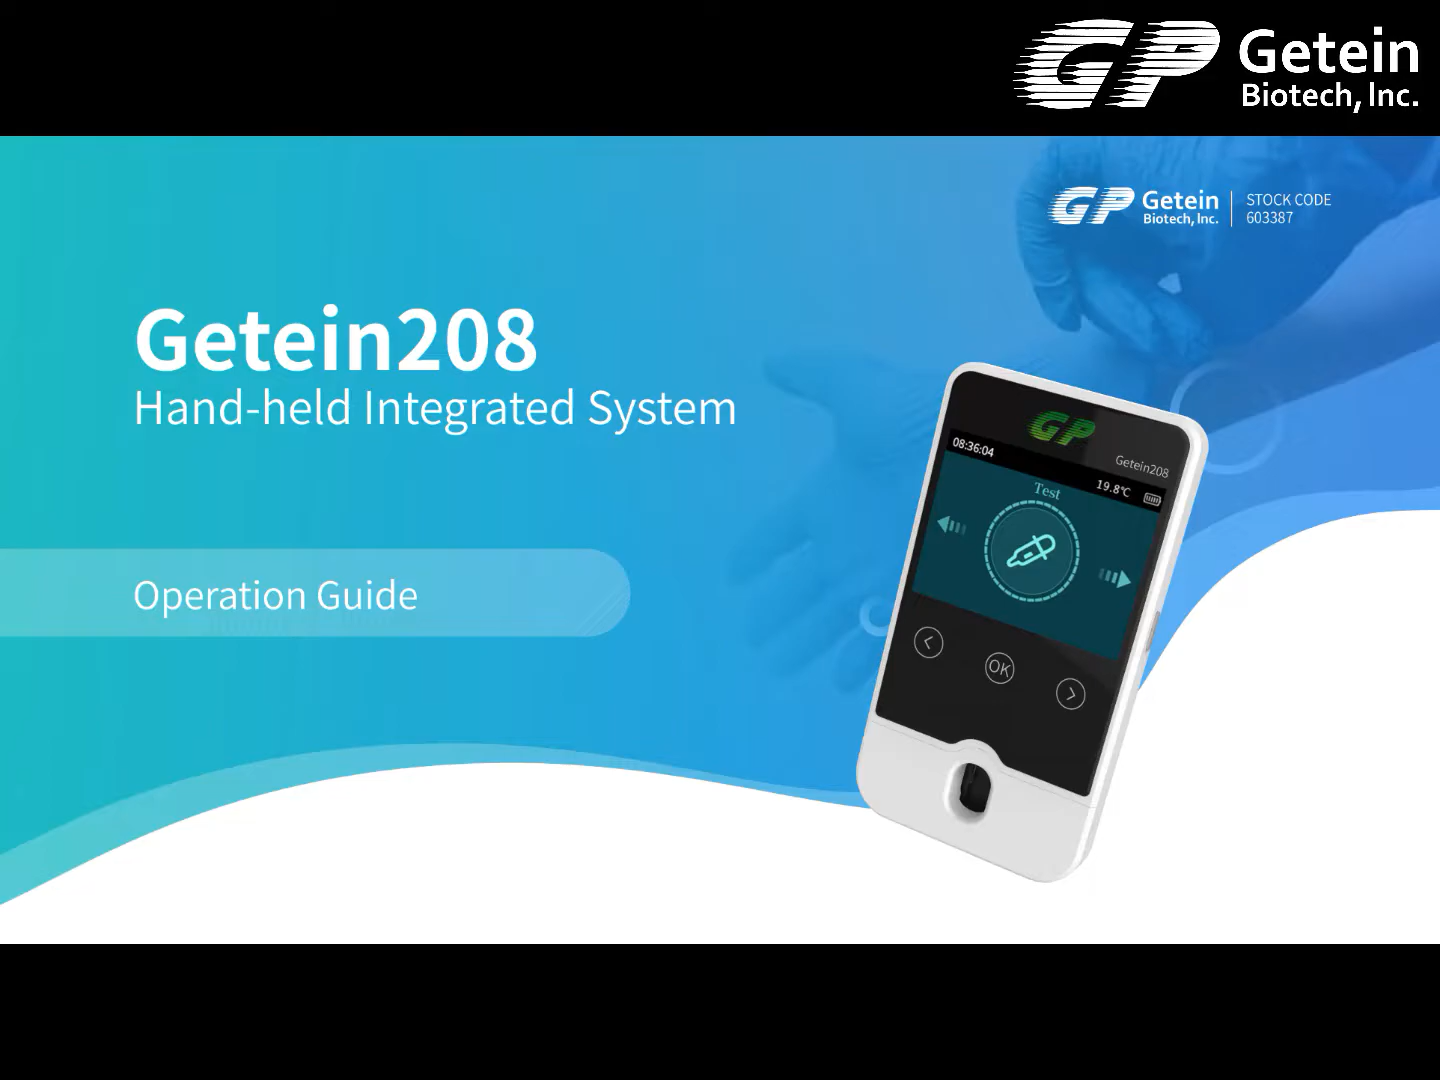 GP Getein
Biotech, Inc.
GP Getein
Biotech, Inc.
STOCK CODE
603387
Getein208
Hand-held Integrated System
Operation Guide
GP
Getein208
08:36:04
19.8℃
Test
OK